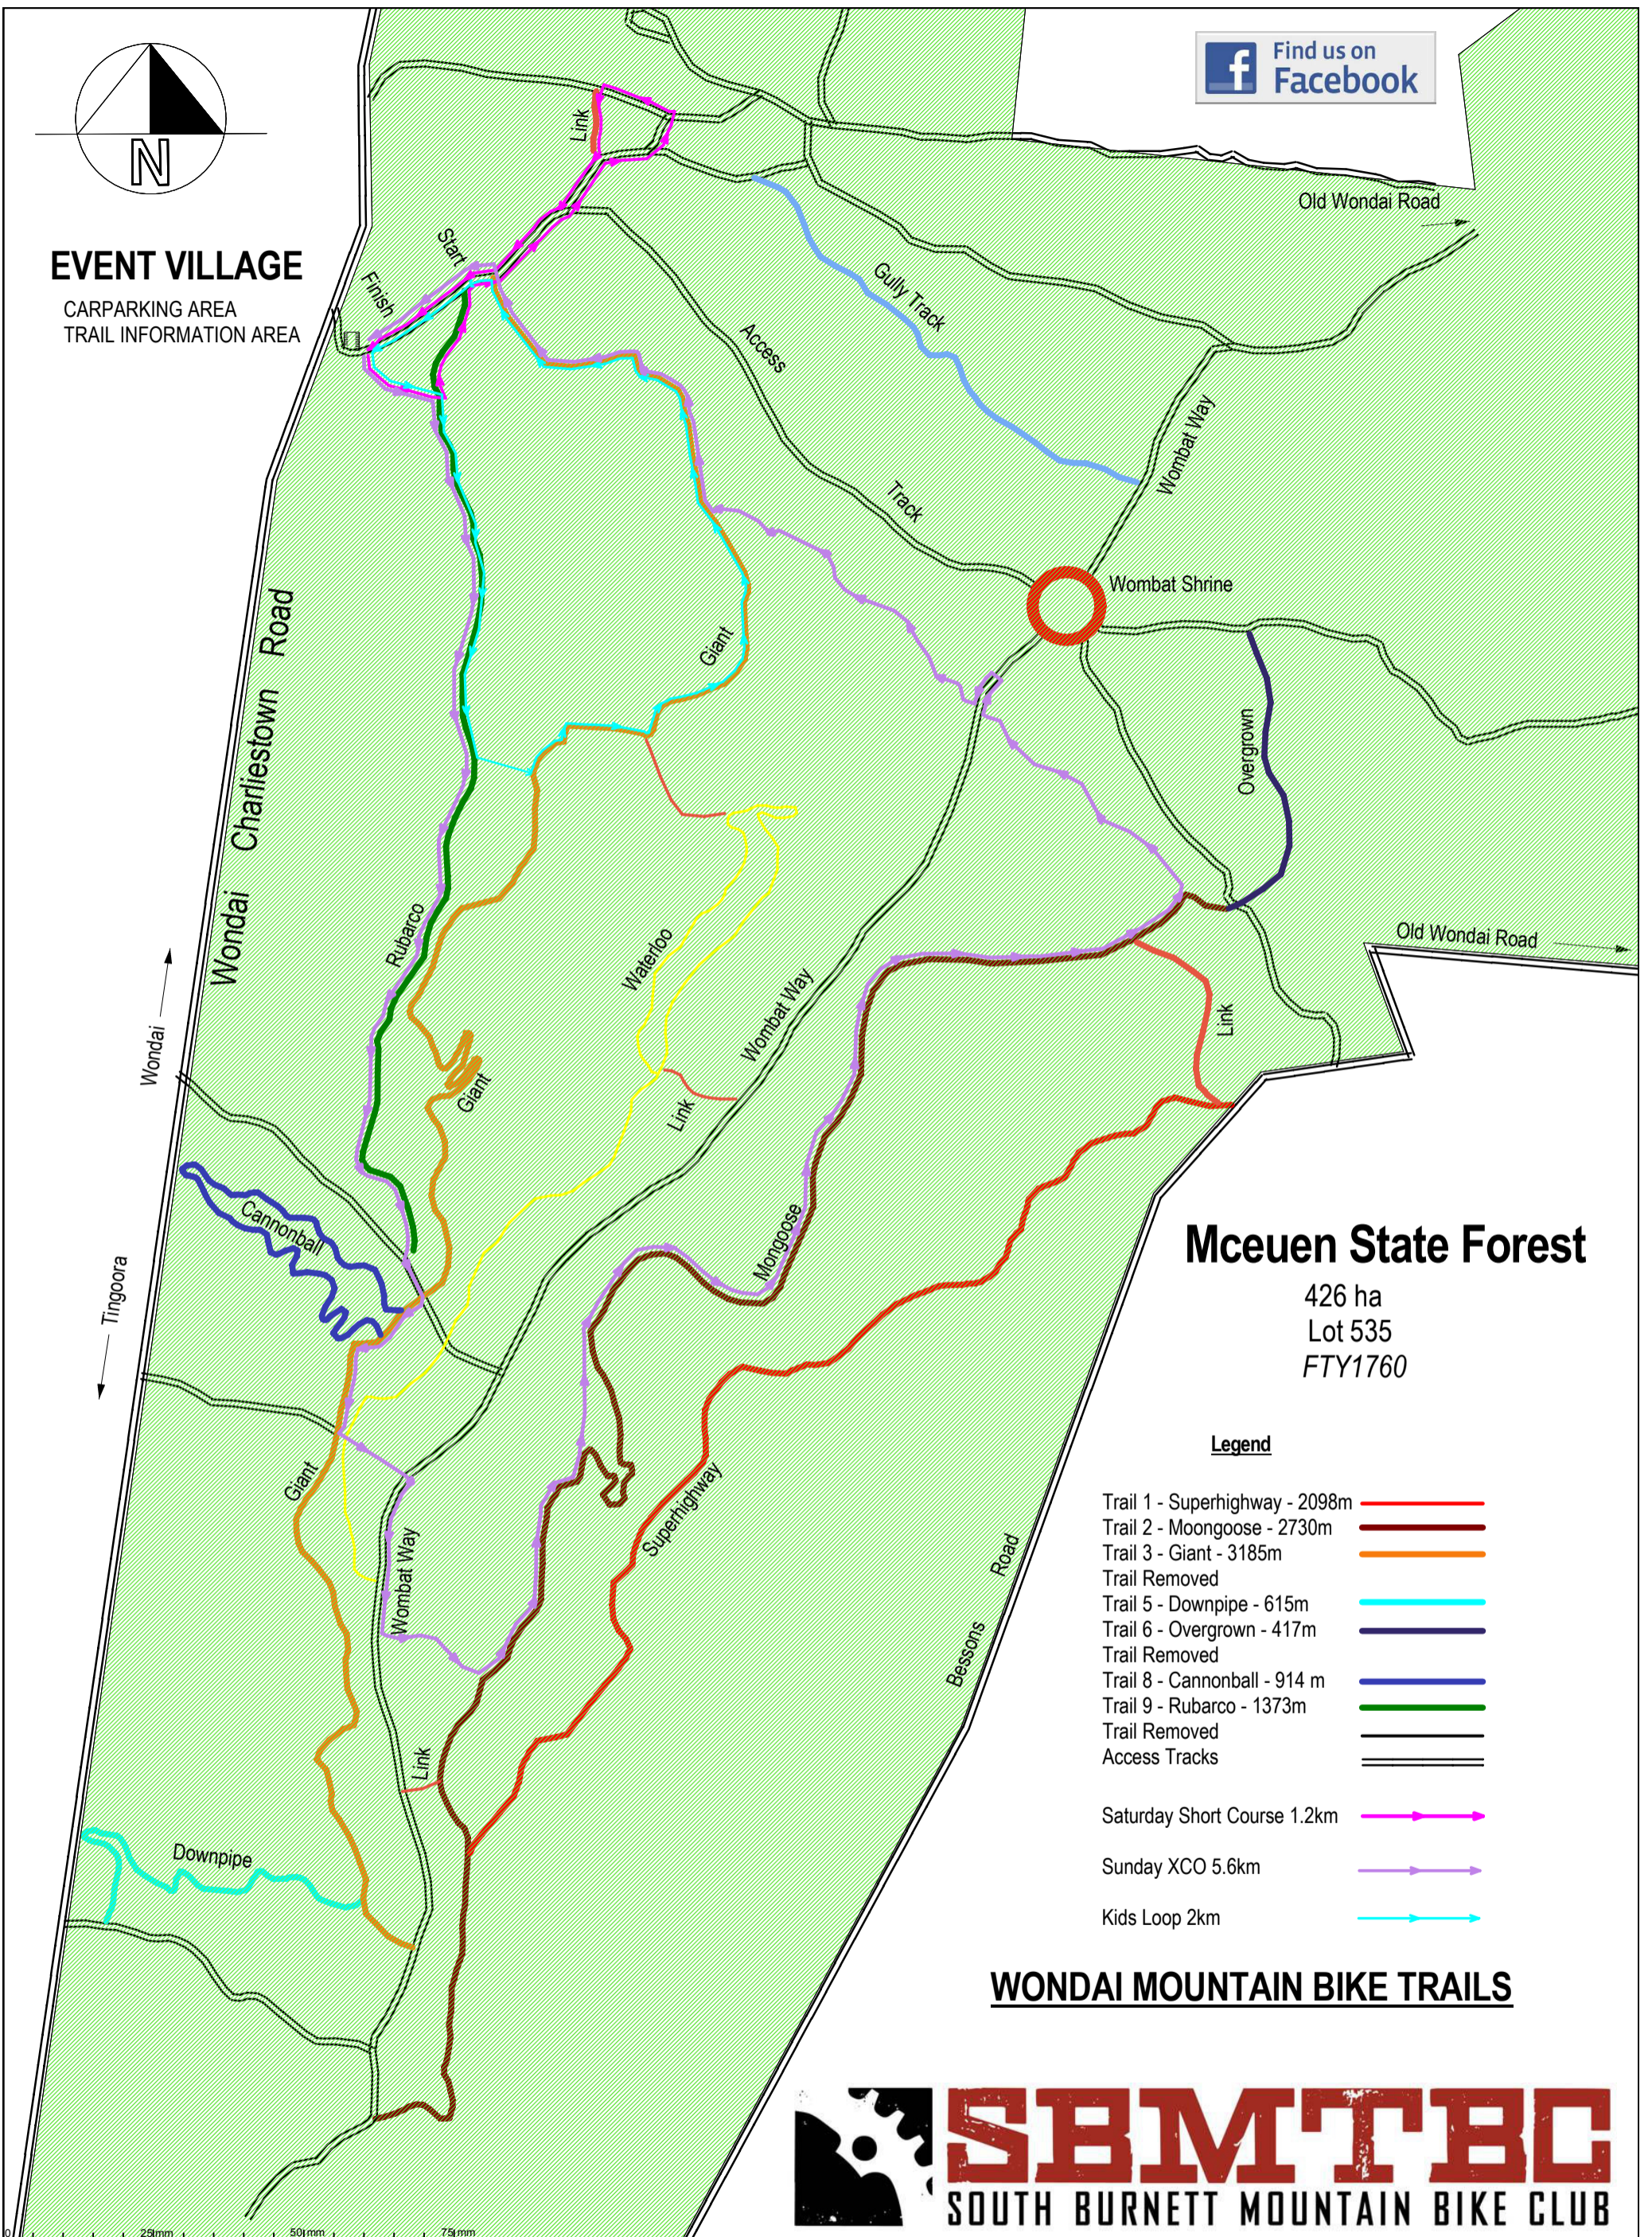 N
Find us on
Facebook
EVENT VILLAGE
CARPARKING AREA
TRAIL INFORMATION AREA
Link
Start
Finish
Old Wondai Road
Gully Track
Access
Track
Wombat Way
Wombat Shrine
Wondai Charliestown Road
Giant
Overgrown
Rubarco
Waterloo
Wombat Way
Old Wondai Road
Link
Wondai
Giant
Link
Cannonball
Mongoose
Tingoora
Giant
Superhighway
Wombat Way
Bessons Road
Link
Downpipe
Mceuen State Forest
426 ha
Lot 535
FTY1760
Legend
Trail 1 - Superhighway - 2098m
Trail 2 - Moongoose - 2730m
Trail 3 - Giant - 3185m
Trail Removed
Trail 5 - Downpipe - 615m
Trail 6 - Overgrown - 417m
Trail Removed
Trail 8 - Cannonball - 914 m
Trail 9 - Rubarco - 1373m
Trail Removed
Access Tracks
Saturday Short Course 1.2km
Sunday XCO 5.6km
Kids Loop 2km
WONDAI MOUNTAIN BIKE TRAILS
SBMTBC
SOUTH BURNETT MOUNTAIN BIKE CLUB
0 25mm 50mm 75mm